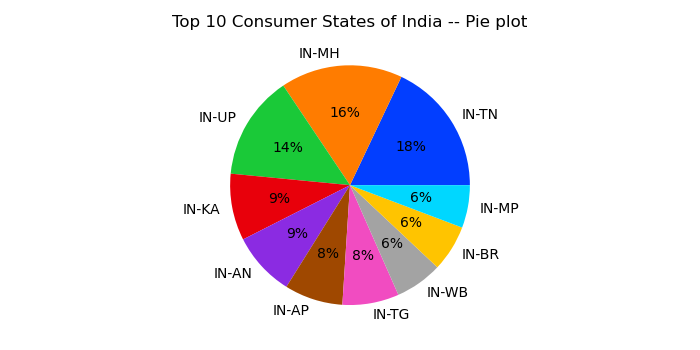 Top 10 Consumer States of India -- Pie plot
IN-MH
IN-TN
IN-UP
16%
18%
14%
9%
6%
IN-KA
IN-MP
6%
9%
6%
IN-BR
8%
8%
IN-AN
IN-WB
IN-AP
IN-TG